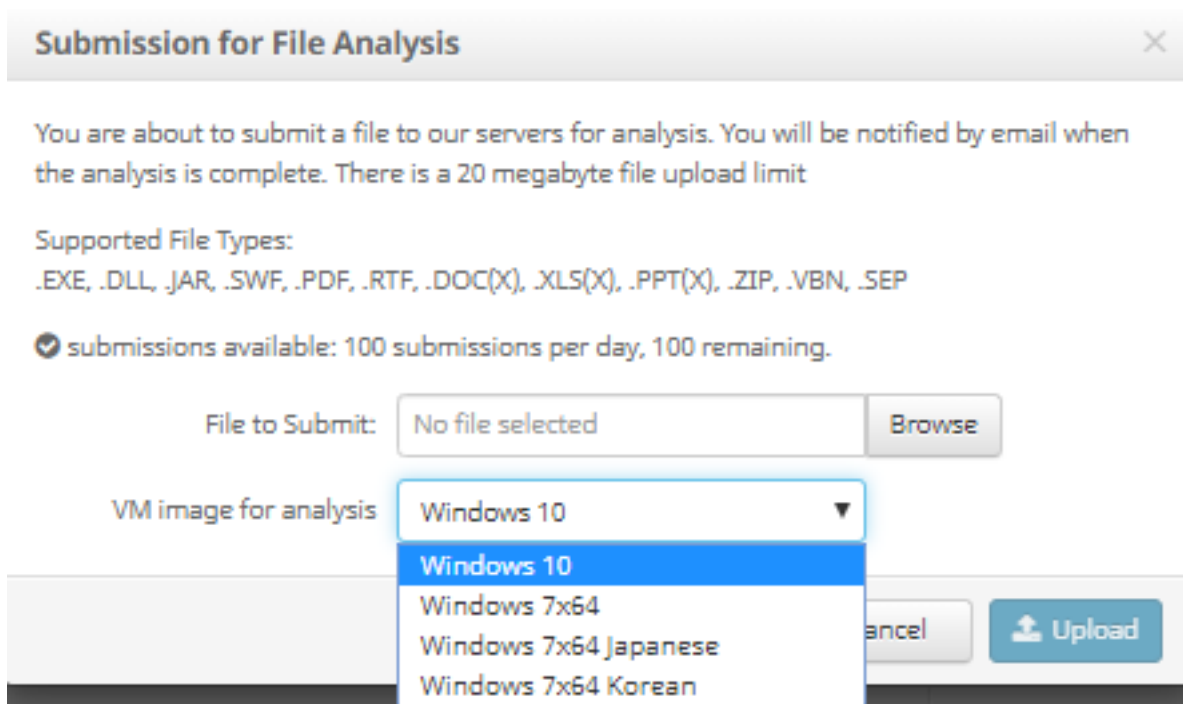 Submission for File Analysis
You are about to submit a file to our servers for analysis. You will be notified by email when
the analysis is complete. There is a 20 megabyte file upload limit
Supported File Types:
.EXE, .DLL, .JAR, .SWF, .PDF, .RTF, .DOC(X), .XLS(X), .PPT(X), .ZIP, .VBN, .SEP
submissions available: 100 submissions per day, 100 remaining.
File to Submit: No file selected Browse
VM image for analysis Windows 10
Windows 10
Windows 7x64
ancel Upload
Windows 7x64 Japanese
Windows 7x64 Korean